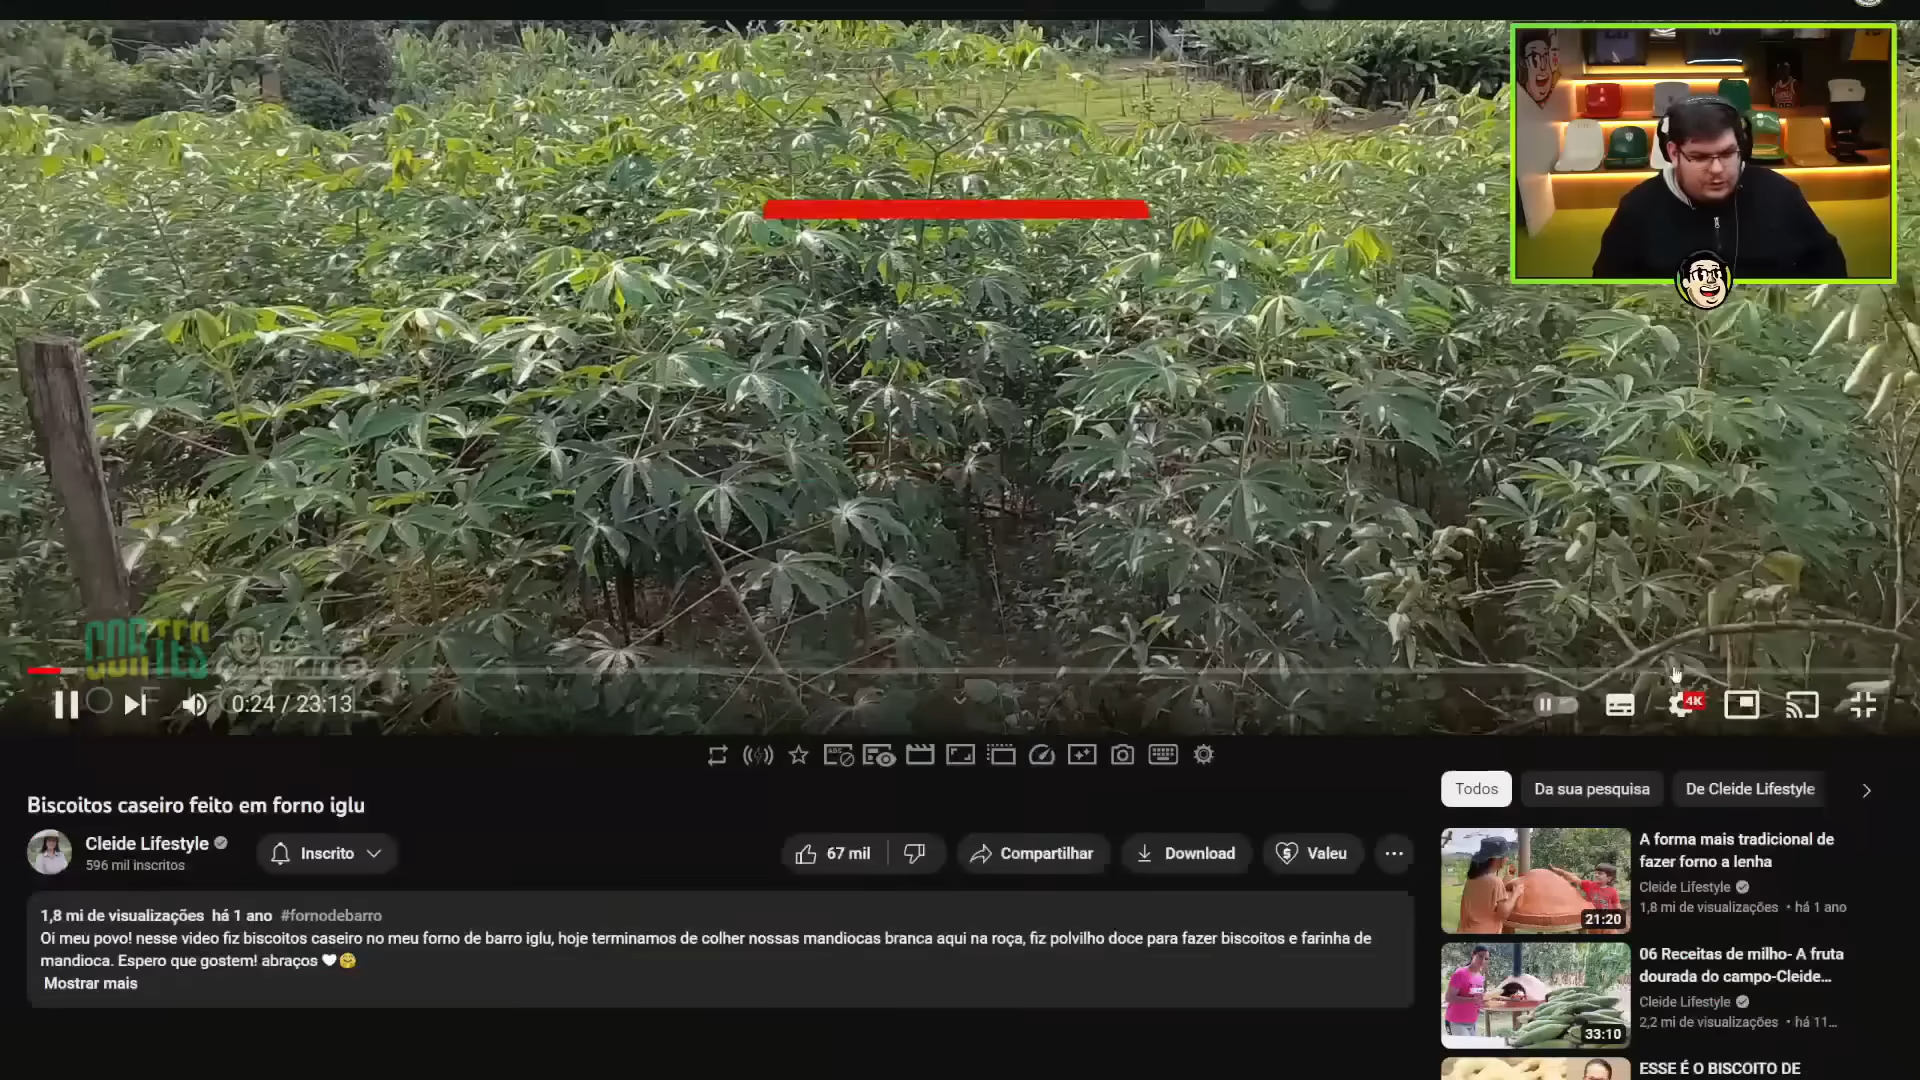 CORTES
DO
CASIMITO
0:24 / 23:13
4K
Biscoitos caseiro feito em forno iglu
Cleide Lifestyle
596 mil inscritos
Inscrito
67 mil
Compartilhar
Download
Valeu
1,8 mi de visualizações há 1 ano #fornodebarro
Oi meu povo! nesse video fiz biscoitos caseiro no meu forno de barro iglu, hoje terminamos de colher nossas mandiocas branca aqui na roça, fiz polvilho doce para fazer biscoitos e farinha de
mandioca. Espero que gostem! abraços 🤍🤗
Mostrar mais
Todos
Da sua pesquisa
De Cleide Lifestyle
21:20
A forma mais tradicional de
fazer forno a lenha
Cleide Lifestyle
1,8 mi de visualizações • há 1 ano
33:10
06 Receitas de milho- A fruta
dourada do campo-Cleide...
Cleide Lifestyle
2,2 mi de visualizações • há 11...
ESSE É O BISCOITO DE